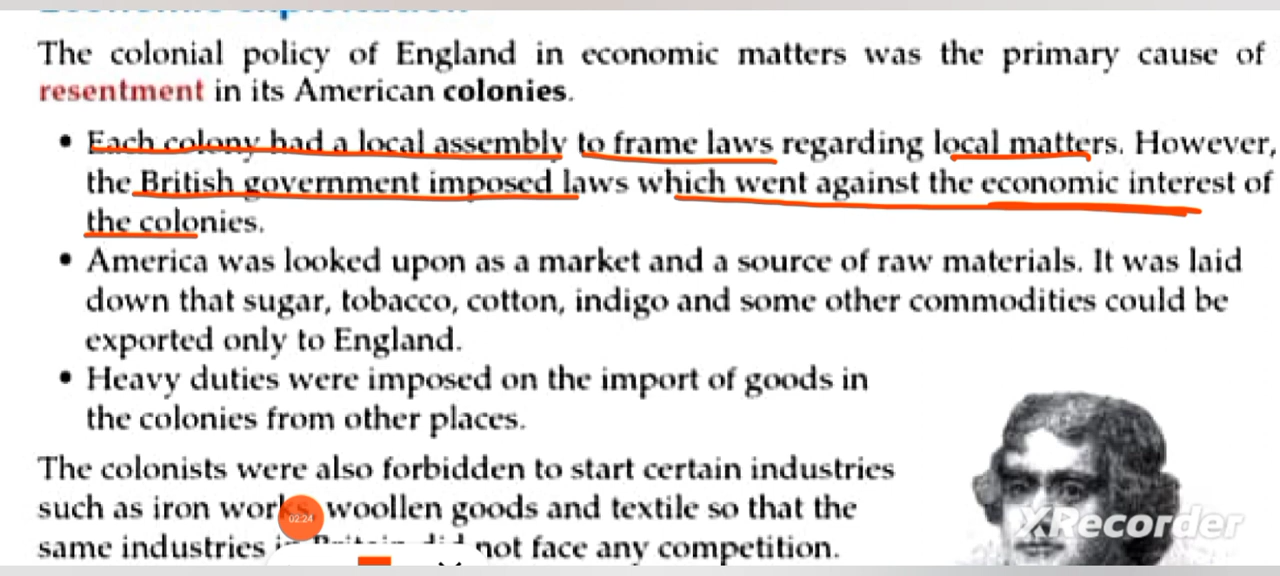 The colonial policy of England in economic matters was the primary cause of
resentment in its American colonies.
• Each colony had a local assembly to frame laws regarding local matters. However,
the British government imposed laws which went against the economic interest of
the colonies.
• America was looked upon as a market and a source of raw materials. It was laid
down that sugar, tobacco, cotton, indigo and some other commodities could be
exported only to England.
• Heavy duties were imposed on the import of goods in
the colonies from other places.
The colonists were also forbidden to start certain industries
such as iron woollen goods and textile so that the
02:24
same industries not face any competition.
XRecorder